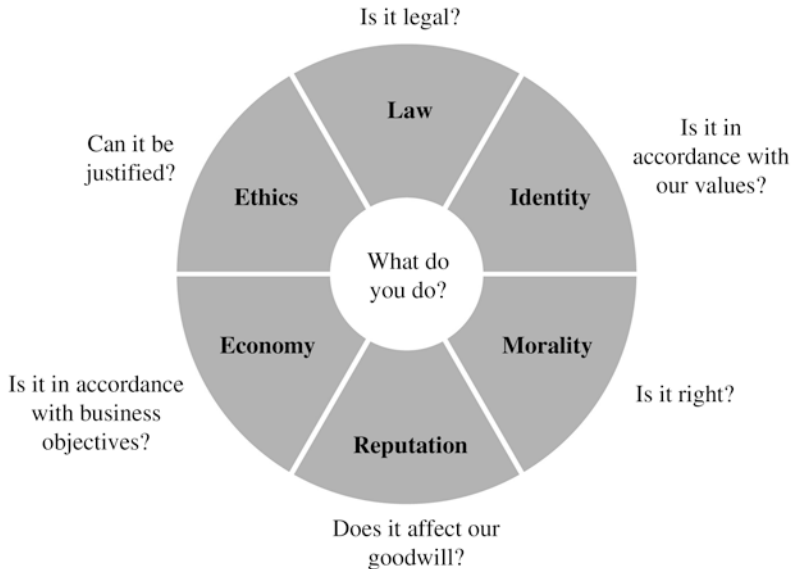 Is it legal?
Law
Is it in
accordance with
our values?
Identity
Can it be
justified?
Ethics
What do
you do?
Economy
Morality
Is it in accordance
with business
objectives?
Is it right?
Reputation
Does it affect our
goodwill?